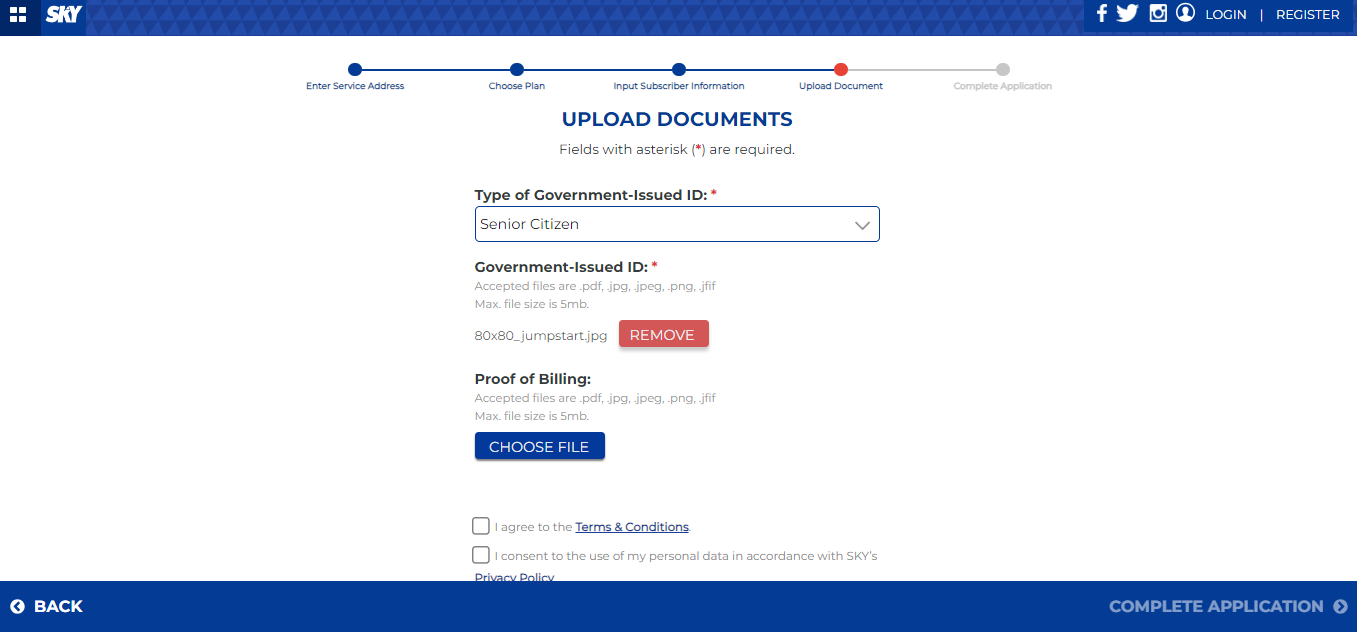 SKY
LOGIN | REGISTER
Enter Service Address
Choose Plan
Input Subscriber Information
Upload Document
Complete Application
UPLOAD DOCUMENTS
Fields with asterisk (*) are required.
Type of Government-Issued ID: *
Senior Citizen
Government-Issued ID: *
Accepted files are .pdf, .jpg, .jpeg, .png, .jfif
Max. file size is 5mb.
80x80_jumpstart.jpg REMOVE
Proof of Billing:
Accepted files are .pdf, .jpg, .jpeg, .png, .jfif
Max. file size is 5mb.
CHOOSE FILE
I agree to the Terms & Conditions.
I consent to the use of my personal data in accordance with SKY's
Privacy Policy
BACK
COMPLETE APPLICATION